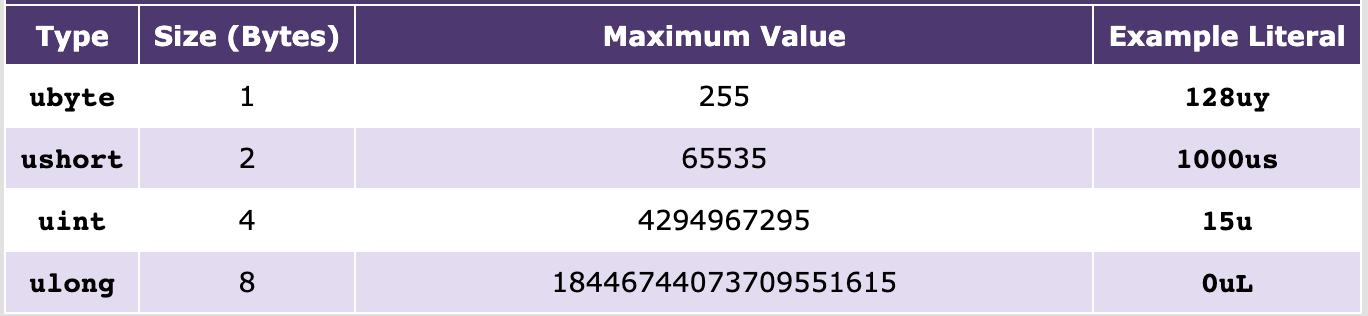 Type Size (Bytes) Maximum Value Example Literal
ubyte 1 255 128uy
ushort 2 65535 1000us
uint 4 4294967295 15u
ulong 8 18446744073709551615 0uL